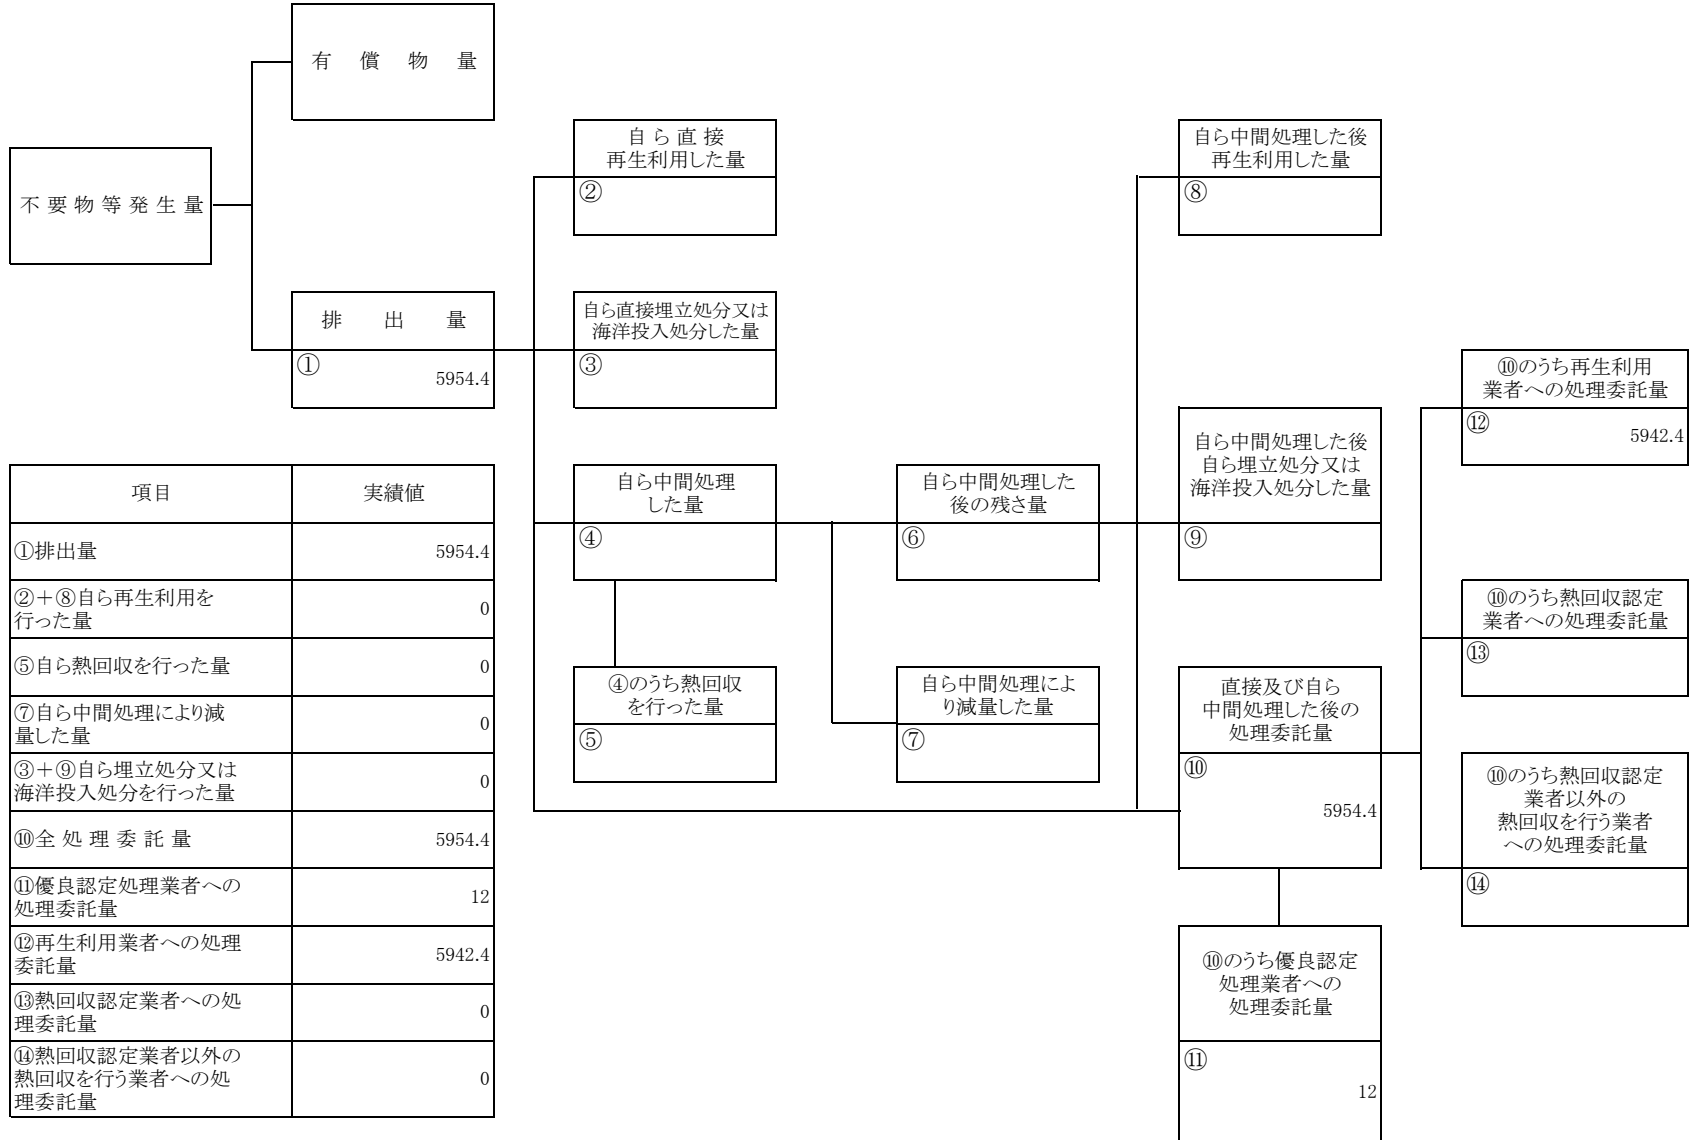 有償物量
不要物等発生量
排出量
①
5954.4
自ら直接
再生利用した量
②
自ら直接埋立処分又は
海洋投入処分した量
③
自ら中間処理
した量
④
④のうち熱回収
を行った量
⑤
自ら中間処理した
後の残さ量
⑥
自ら中間処理によ
り減量した量
⑦
自ら中間処理した後
再生利用した量
⑧
自ら中間処理した後
自ら埋立処分又は
海洋投入処分した量
⑨
直接及び自ら
中間処理した後の
処理委託量
⑩
5954.4
⑩のうち優良認定
処理業者への
処理委託量
⑪
12
⑩のうち再生利用
業者への処理委託量
⑫
5942.4
⑩のうち熱回収認定
業者への処理委託量
⑬
⑩のうち熱回収認定
業者以外の
熱回収を行う業者
への処理委託量
⑭
項目 実績値
①排出量 5954.4
②＋⑧自ら再生利用を
行った量 0
⑤自ら熱回収を行った量 0
⑦自ら中間処理により減
量した量 0
③＋⑨自ら埋立処分又は
海洋投入処分を行った量 0
⑩全処理委託量 5954.4
⑪優良認定処理業者への
処理委託量 12
⑫再生利用業者への処理
委託量 5942.4
⑬熱回収認定業者への処
理委託量 0
⑭熱回収認定業者以外の
熱回収を行う業者への処
理委託量 0